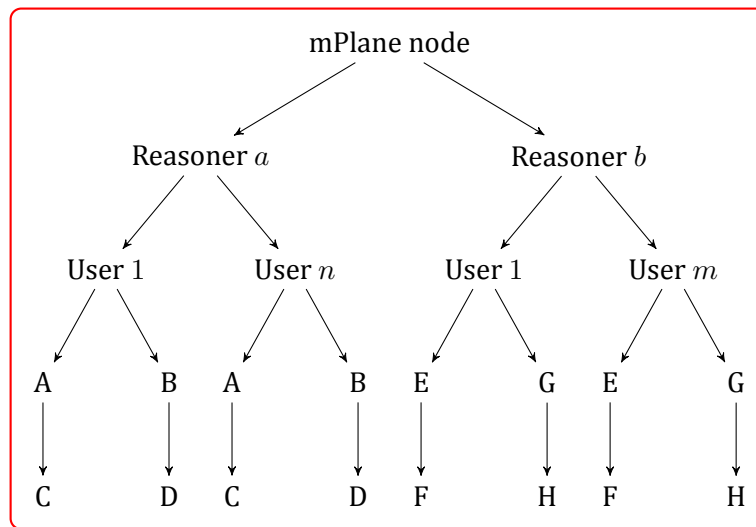 mPlane node
Reasoner a Reasoner b
User 1 User n User 1 User m
A B A B E G E G
C D C D F H F H